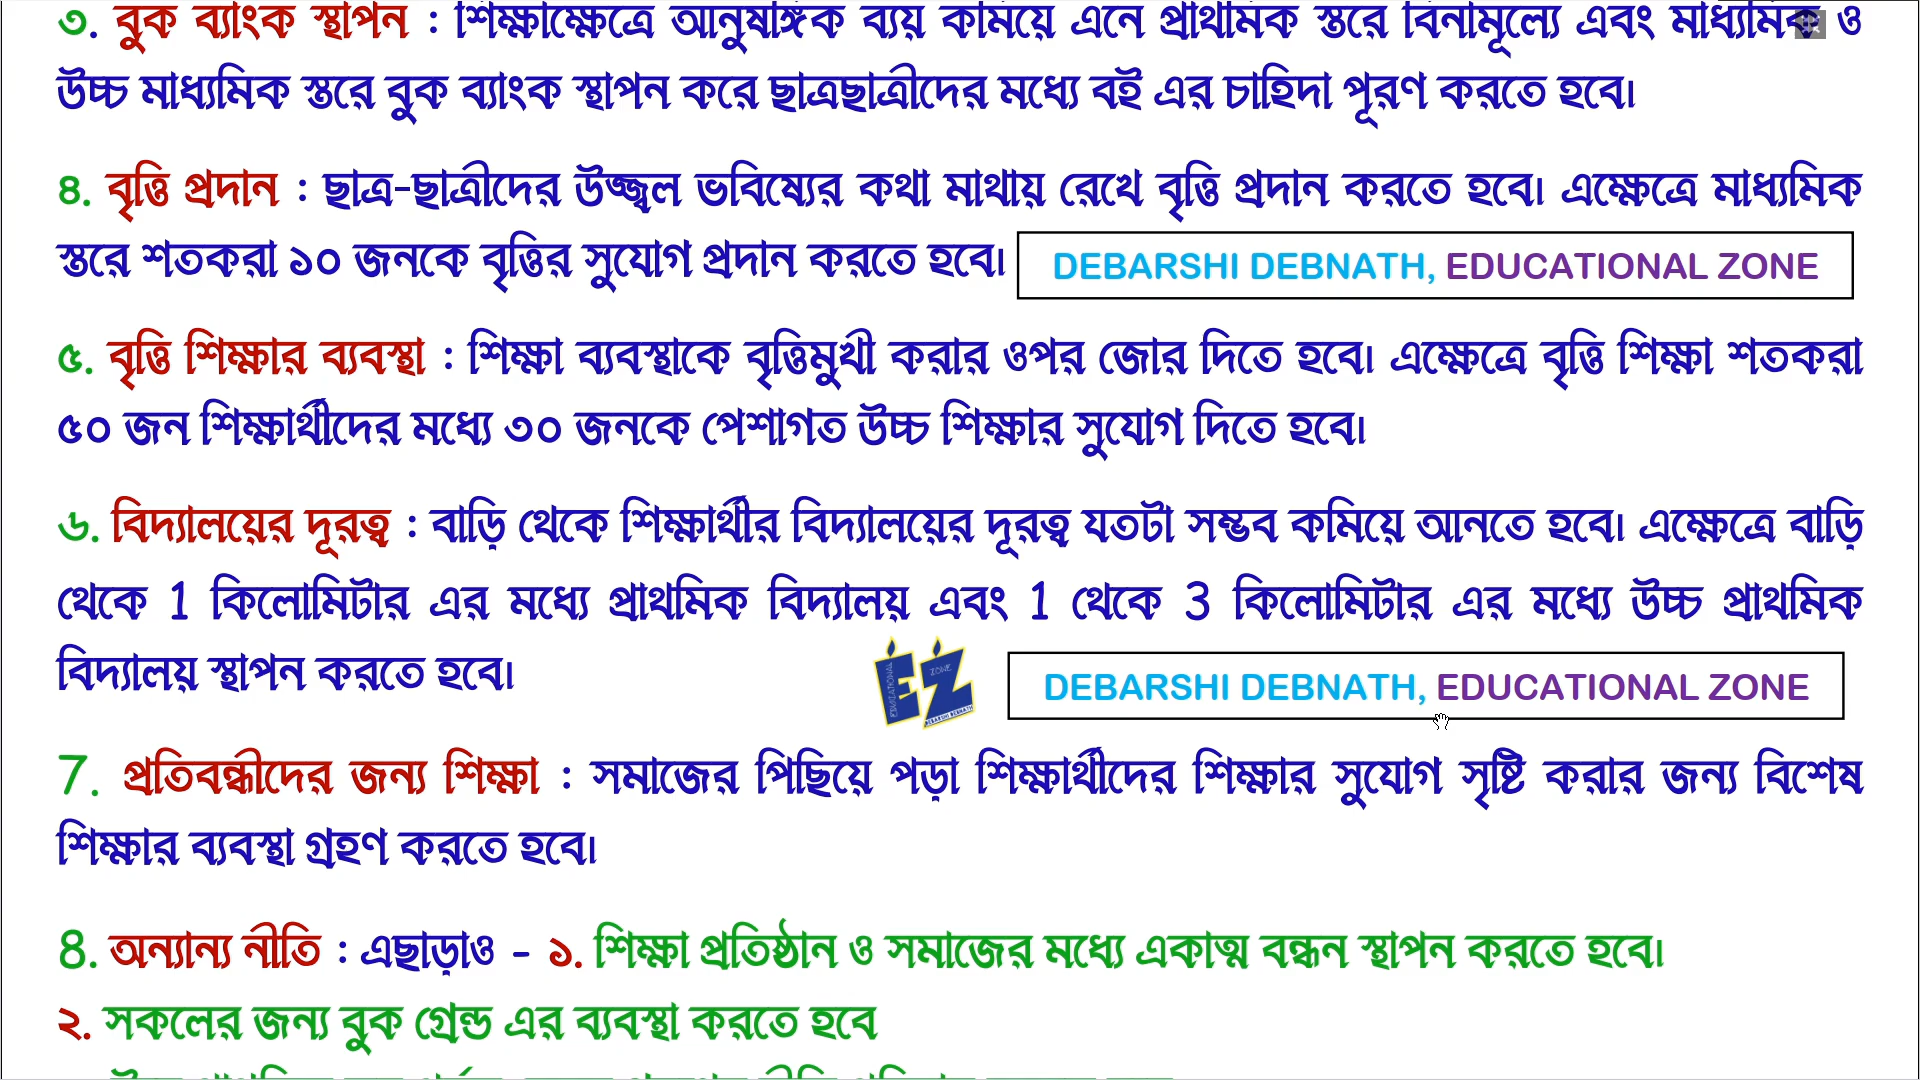 ৩. বুক ব্যাংক স্থাপন : শিক্ষাক্ষেত্রে আনুষাঙ্গিক ব্যয় কমিয়ে এনে প্রাথমিক স্তরে বিনামূল্যে এবং মাধ্যমিক ও
উচ্চ মাধ্যমিক স্তরে বুক ব্যাংক স্থাপন করে ছাত্রছাত্রীদের মধ্যে বই এর চাহিদা পূরণ করতে হবে।
৪. বৃত্তি প্রদান : ছাত্র-ছাত্রীদের উজ্জ্বল ভবিষ্যের কথা মাথায় রেখে বৃত্তি প্রদান করতে হবে। এক্ষেত্রে মাধ্যমিক
স্তরে শতকরা ১০ জনকে বৃত্তির সুযোগ প্রদান করতে হবে।
DEBARSHI DEBNATH, EDUCATIONAL ZONE
৫. বৃত্তি শিক্ষার ব্যবস্থা : শিক্ষা ব্যবস্থাকে বৃত্তিমুখী করার ওপর জোর দিতে হবে। এক্ষেত্রে বৃত্তি শিক্ষা শতকরা
৫০ জন শিক্ষার্থীদের মধ্যে ৩০ জনকে পেশাগত উচ্চ শিক্ষার সুযোগ দিতে হবে।
৬. বিদ্যালয়ের দূরত্ব : বাড়ি থেকে শিক্ষার্থীর বিদ্যালয়ের দূরত্ব যতটা সম্ভব কমিয়ে আনতে হবে। এক্ষেত্রে বাড়ি
থেকে 1 কিলোমিটার এর মধ্যে প্রাথমিক বিদ্যালয় এবং 1 থেকে 3 কিলোমিটার এর মধ্যে উচ্চ প্রাথমিক
বিদ্যালয় স্থাপন করতে হবে।
EZ
EDUCATIONAL
ZONE
DEBARSHI DEBNATH
DEBARSHI DEBNATH, EDUCATIONAL ZONE
7. প্রতিবন্ধীদের জন্য শিক্ষা : সমাজের পিছিয়ে পড়া শিক্ষার্থীদের শিক্ষার সুযোগ সৃষ্টি করার জন্য বিশেষ
শিক্ষার ব্যবস্থা গ্রহণ করতে হবে।
8. অন্যান্য নীতি : এছাড়াও - ১. শিক্ষা প্রতিষ্ঠান ও সমাজের মধ্যে একাত্ম বন্ধন স্থাপন করতে হবে।
২. সকলের জন্য বুক গ্রেন্ড এর ব্যবস্থা করতে হবে